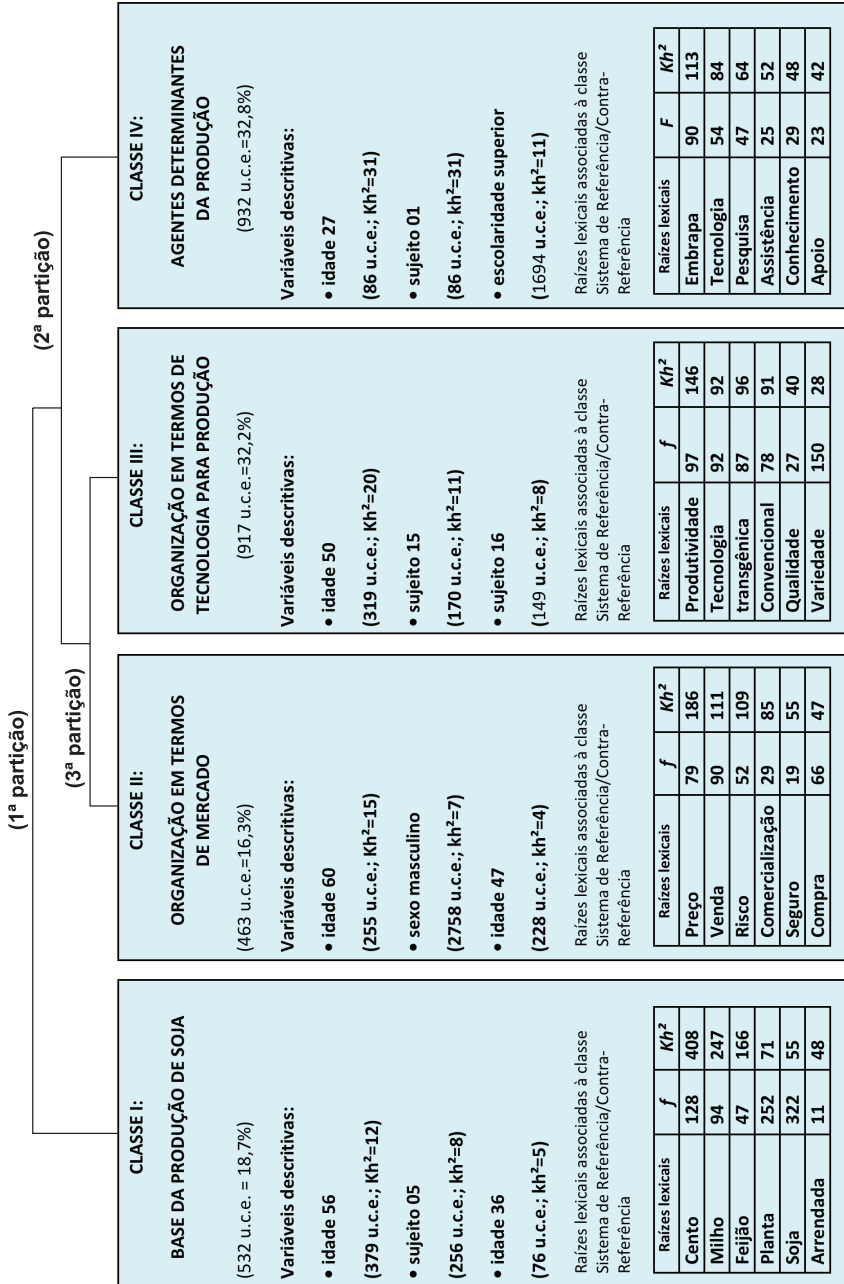 (1ª partição)
(2ª partição)
(3ª partição)
CLASSE I:
BASE DA PRODUÇÃO DE SOJA
(532 u.c.e. = 18,7%)
Variáveis descritivas:
• idade 56
(379 u.c.e.; Kh²=12)
• sujeito 05
(256 u.c.e.; kh²=8)
• idade 36
(76 u.c.e.; kh²=5)
Raízes lexicais associadas à classe
Sistema de Referência/Contra-
Referência
Raízes lexicais f Kh²
Cento 128 408
Milho 94 247
Feijão 47 166
Planta 252 71
Soja 322 55
Arrendada 11 48
CLASSE II:
ORGANIZAÇÃO EM TERMOS
DE MERCADO
(463 u.c.e.=16,3%)
Variáveis descritivas:
• idade 60
(255 u.c.e.; Kh²=15)
• sexo masculino
(2758 u.c.e.; kh²=7)
• idade 47
(228 u.c.e.; kh²=4)
Raízes lexicais associadas à classe
Sistema de Referência/Contra-
Referência
Raízes lexicais f Kh²
Preço 79 186
Venda 90 111
Risco 52 109
Comercialização 29 85
Seguro 19 55
Compra 66 47
CLASSE III:
ORGANIZAÇÃO EM TERMOS DE
TECNOLOGIA PARA PRODUÇÃO
(917 u.c.e.=32,2%)
Variáveis descritivas:
• idade 50
(319 u.c.e.; Kh²=20)
• sujeito 15
(170 u.c.e.; kh²=11)
• sujeito 16
(149 u.c.e.; kh²=8)
Raízes lexicais associadas à classe
Sistema de Referência/Contra-
Referência
Raízes lexicais f Kh²
Produtividade 97 146
Tecnologia 92 92
transgênica 87 96
Convencional 78 91
Qualidade 27 40
Variedade 150 28
CLASSE IV:
AGENTES DETERMINANTES
DA PRODUÇÃO
(932 u.c.e.=32,8%)
Variáveis descritivas:
• idade 27
(86 u.c.e.; Kh²=31)
• sujeito 01
(86 u.c.e.; kh²=31)
• escolaridade superior
(1694 u.c.e.; kh²=11)
Raízes lexicais associadas à classe
Sistema de Referência/Contra-
Referência
Raízes lexicais F Kh²
Embrapa 90 113
Tecnologia 54 84
Pesquisa 47 64
Assistência 25 52
Conhecimento 29 48
Apoio 23 42